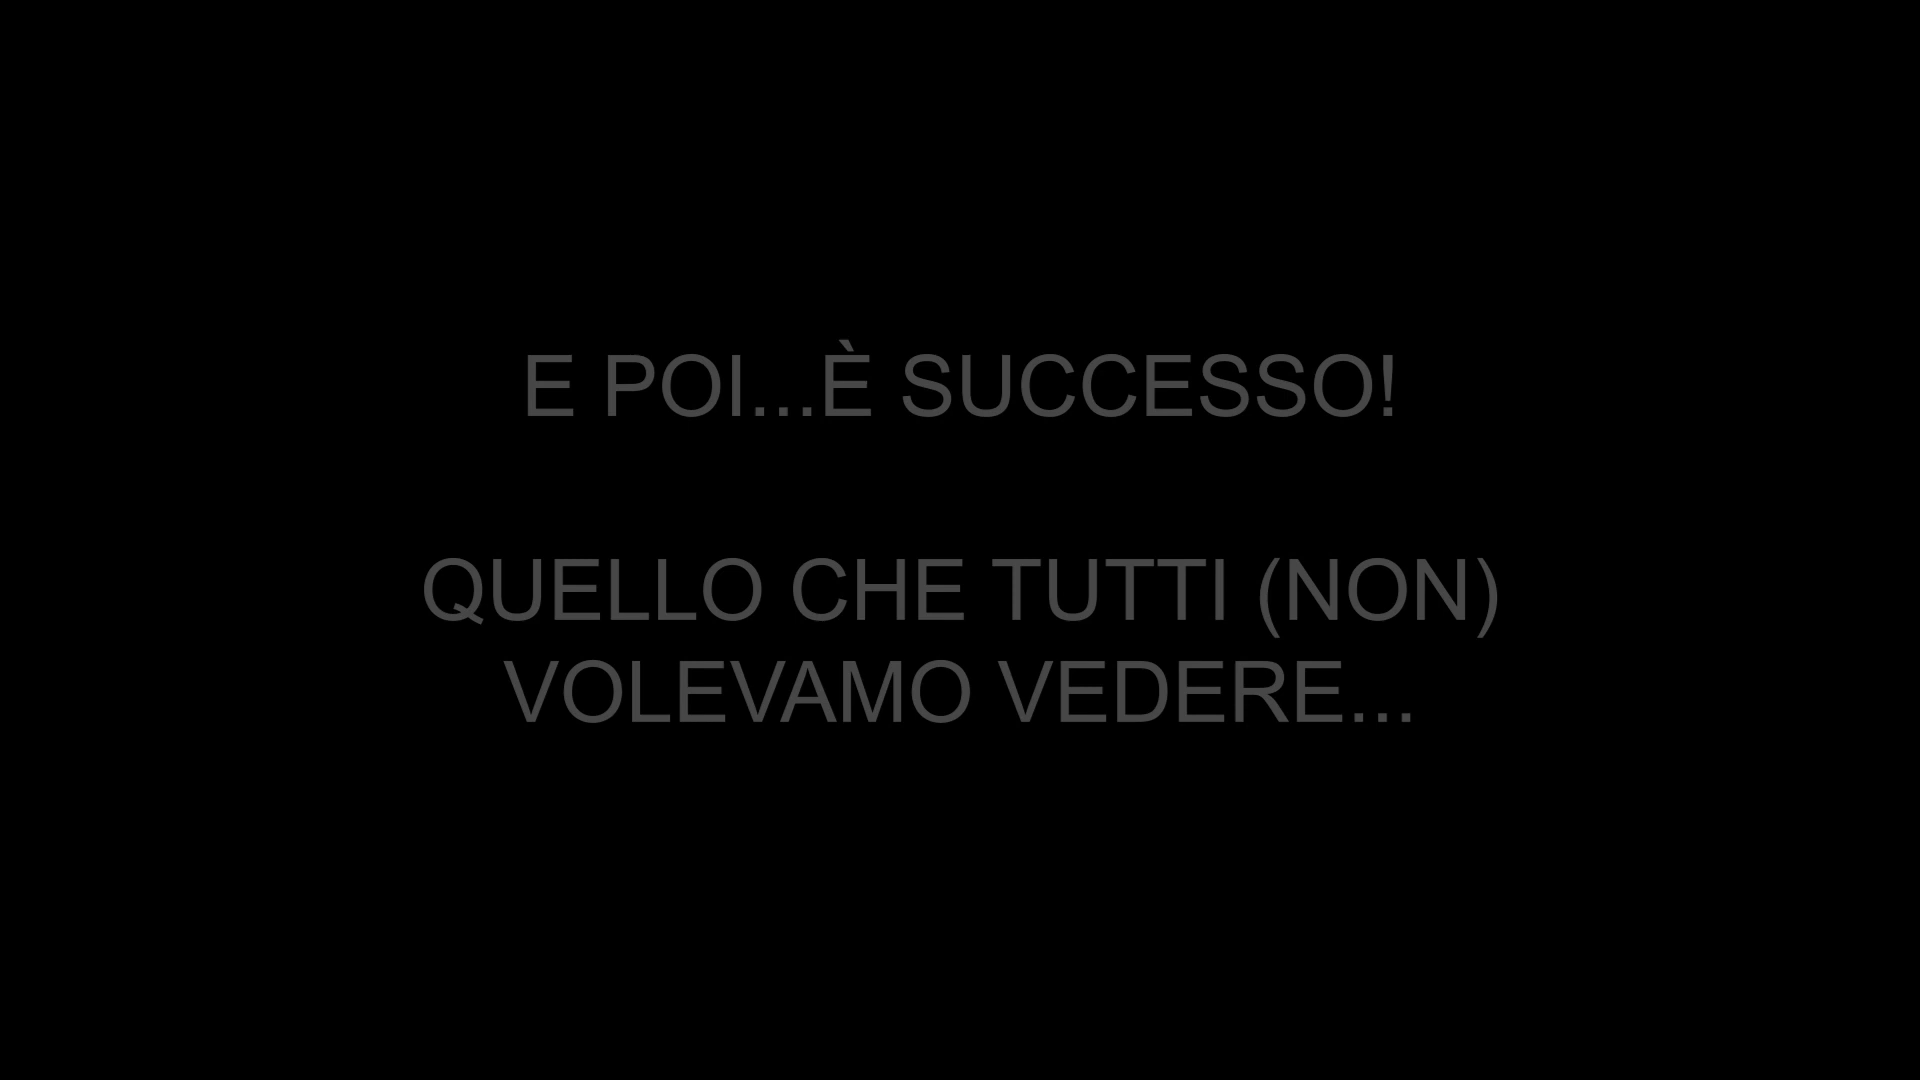 E POI...È SUCCESSO!
QUELLO CHE TUTTI (NON)
VOLEVAMO VEDERE...